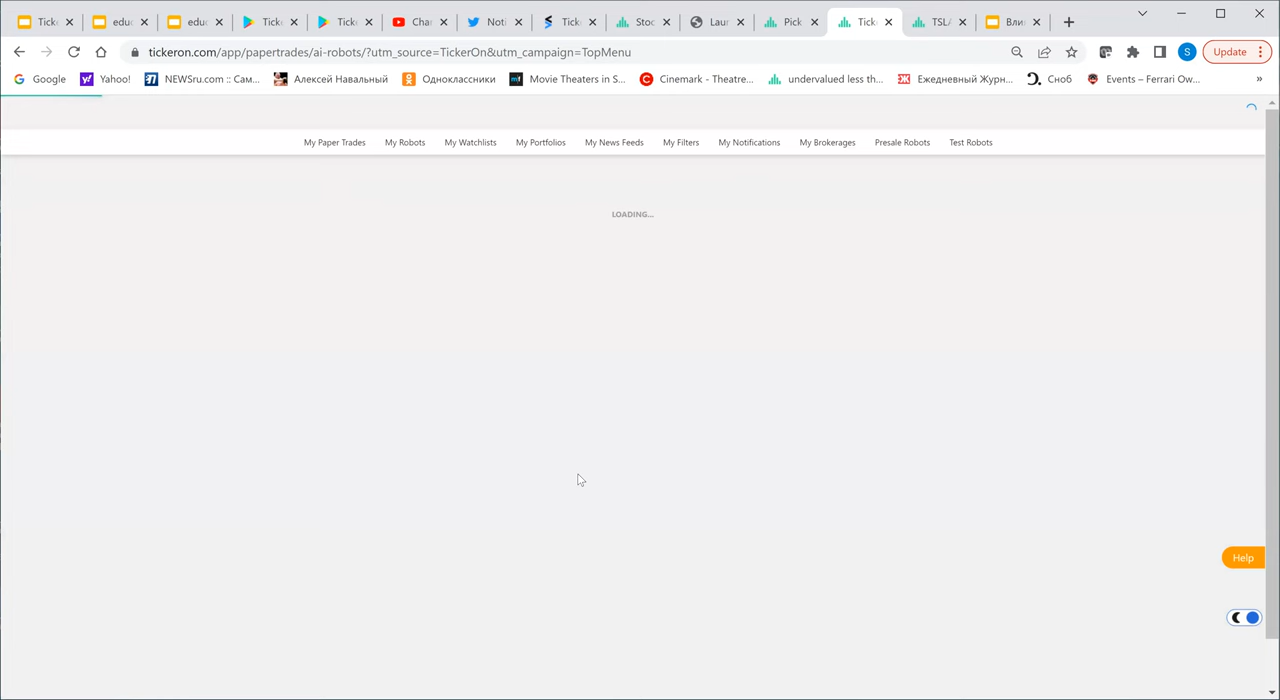 Ticke
educ
educ
Ticke
Ticke
Cha
Noti
Ticke
Stoc
Laur
Pick
Tick
TSL
Вли
tickeron.com/app/papertrades/ai-robots/?utm_source=TickerOn&utm_campaign=TopMenu
S
Update
Google
Yahoo!
NEWSru.com :: Сам...
Алексей Навальный
Одноклассники
Movie Theaters in S...
Cinemark - Theatre...
undervalued less th...
Ежедневный Журн...
Сноб
Events – Ferrari Ow...
»
My Paper Trades
My Robots
My Watchlists
My Portfolios
My News Feeds
My Filters
My Notifications
My Brokerages
Presale Robots
Test Robots
LOADING...
Help